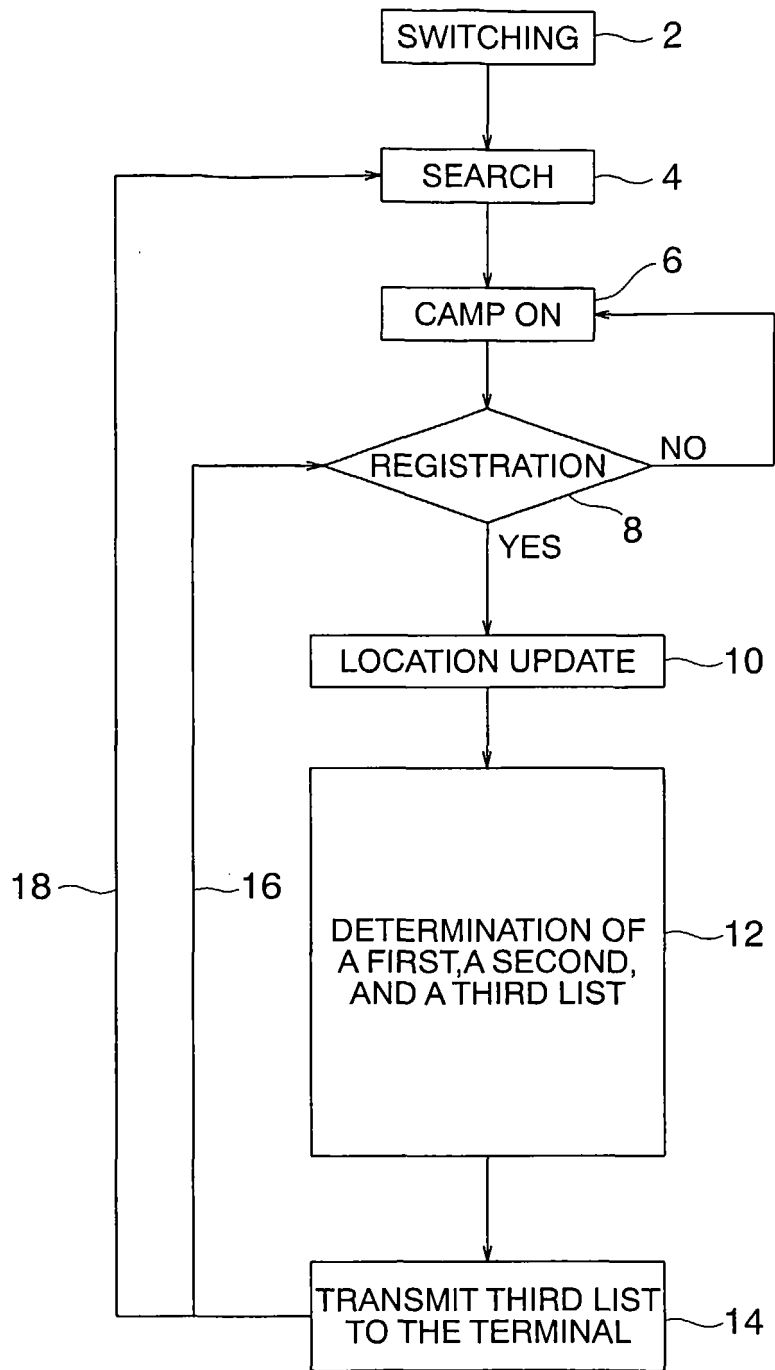 SWITCHING 2
SEARCH 4
6
CAMP ON
REGISTRATION NO
8
YES
LOCATION UPDATE 10
18 16
DETERMINATION OF 12
A FIRST, A SECOND,
AND A THIRD LIST
TRANSMIT THIRD LIST
TO THE TERMINAL 14